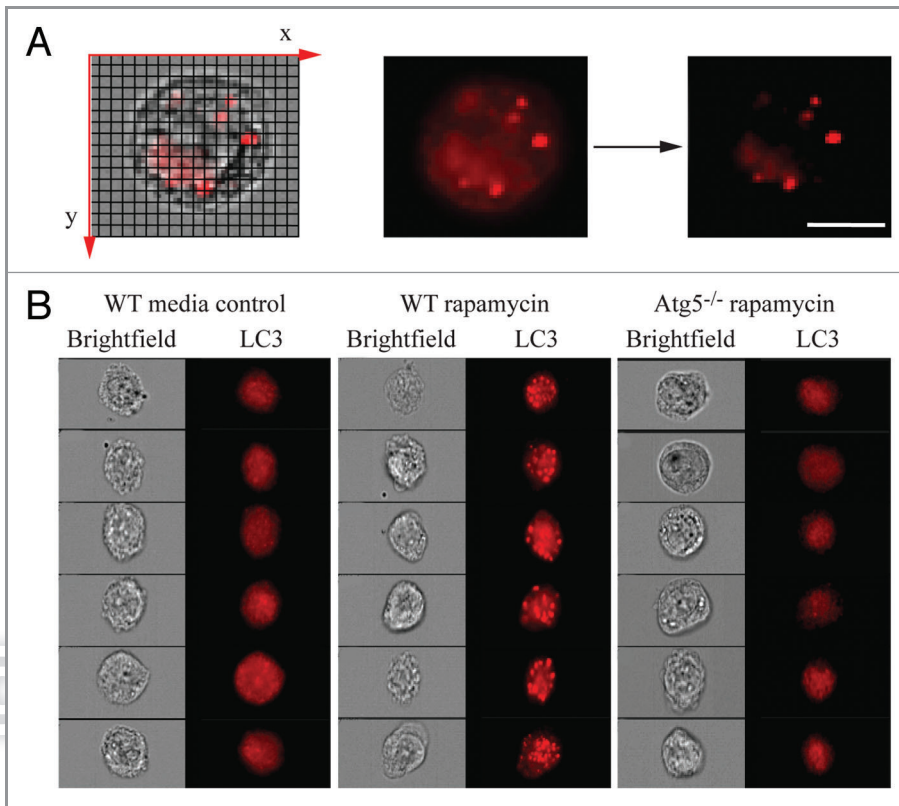 A
x
y
B
WT media control
WT rapamycin
Atg5-/- rapamycin
Brightfield LC3
Brightfield LC3
Brightfield LC3